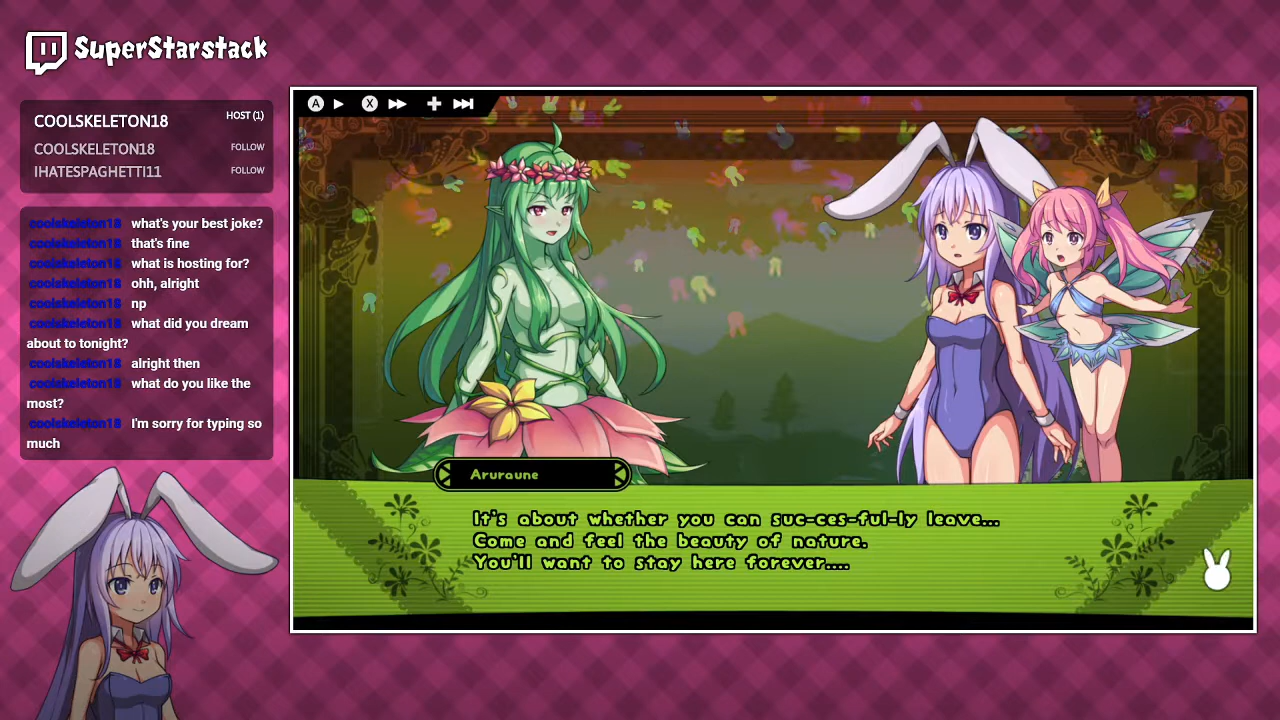 SuperStarstack
COOLSKELETON18 HOST (1)
COOLSKELETON18 FOLLOW
IHATESPAGHETTI11 FOLLOW
coolskeleton18 what's your best joke?
coolskeleton18 that's fine
coolskeleton18 what is hosting for?
coolskeleton18 ohh, alright
coolskeleton18 np
coolskeleton18 what did you dream
about to tonight?
coolskeleton18 alright then
coolskeleton18 what do you like the
most?
coolskeleton18 I'm sorry for typing so
much
A X
Aruraune
It's about whether you can suc-ces-ful-ly leave...
Come and feel the beauty of nature.
You'll want to stay here forever....